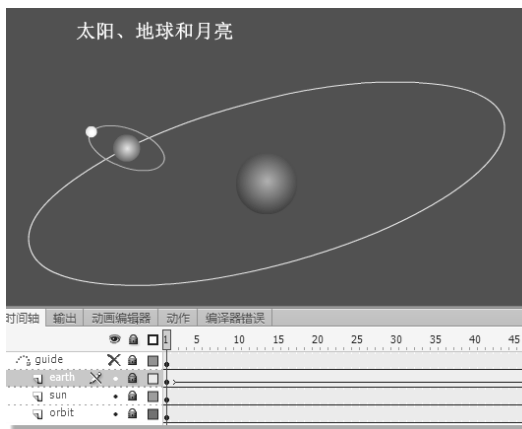 太阳、地球和月亮
时间轴 输出 动画编辑器 动作 编译器错误
1 5 10 15 20 25 30 35 40 45
guide
earth
sun
orbit